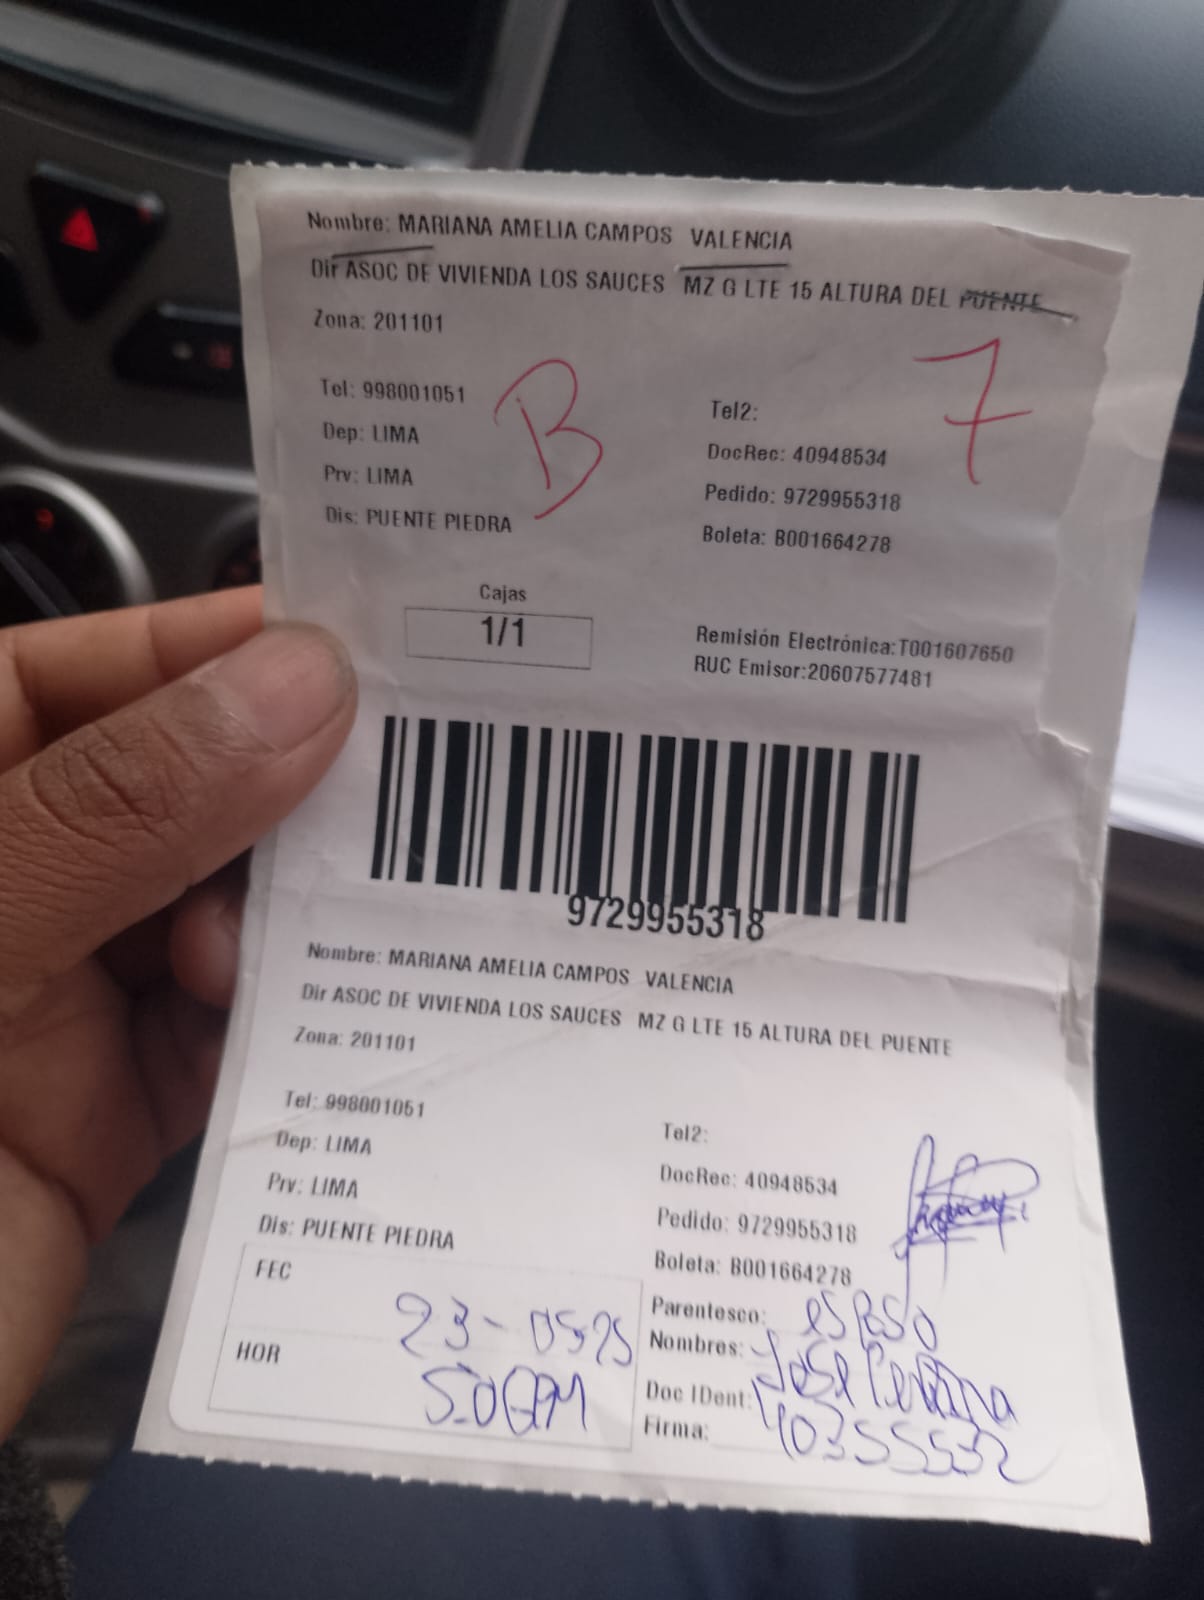 Nombre: MARIANA AMELIA CAMPOS VALENCIA
Dir ASOC DE VIVIENDA LOS SAUCES MZ G LTE 15 ALTURA DEL PUENTE
Zona: 201101
B
7
Tel: 998001051
Tel2:
Dep: LIMA
DocRec: 40948534
Prv: LIMA
Pedido: 9729955318
Dis: PUENTE PIEDRA
Boleta: B001664278
Cajas
1/1
Remisión Electrónica:T001607650
RUC Emisor:20607577481
9729955318
Nombre: MARIANA AMELIA CAMPOS VALENCIA
Dir ASOC DE VIVIENDA LOS SAUCES MZ G LTE 15 ALTURA DEL PUENTE
Zona: 201101
Tel: 998001051
Tel2:
Dep: LIMA
DocRec: 40948534
Prv: LIMA
Pedido: 9729955318
Dis: PUENTE PIEDRA
Boleta: B001664278
FEC
23-05-25
HOR
Parentesco: esposo
Nombres: Jose
Doc IDent: 40355532
Firma: